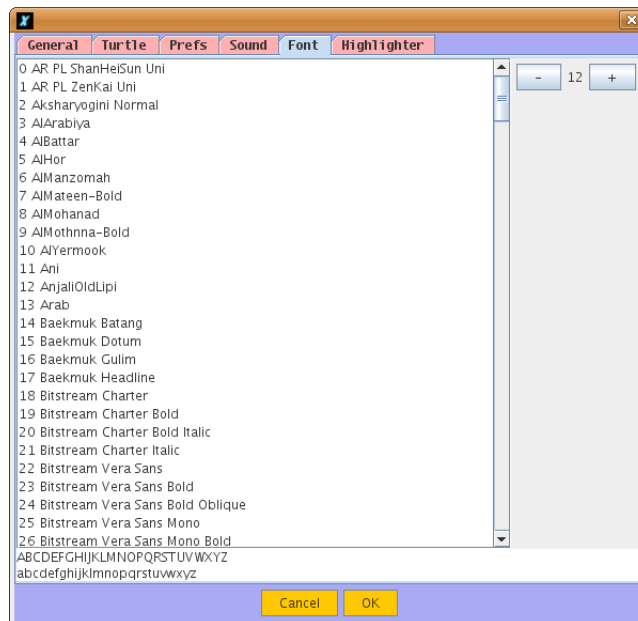 General Turtle Prefs Sound Font Highlighter
0 AR PL ShanHeiSun Uni
1 AR PL ZenKai Uni
2 Aksharyogini Normal
3 AlArabiya
4 AlBattar
5 AlHor
6 AlManzomah
7 AlMateen-Bold
8 AlMohanad
9 AlMothnna-Bold
10 AlYermook
11 Ani
12 AnjaliOldLipi
13 Arab
14 Baekmuk Batang
15 Baekmuk Dotum
16 Baekmuk Gulim
17 Baekmuk Headline
18 Bitstream Charter
19 Bitstream Charter Bold
20 Bitstream Charter Bold Italic
21 Bitstream Charter Italic
22 Bitstream Vera Sans
23 Bitstream Vera Sans Bold
24 Bitstream Vera Sans Bold Oblique
25 Bitstream Vera Sans Mono
26 Bitstream Vera Sans Mono Bold
- 12 +
ABCDEFGHIJKLMNOPQRSTUVWXYZ
abcdefghijklmnopqrstuvwxyz
Cancel OK